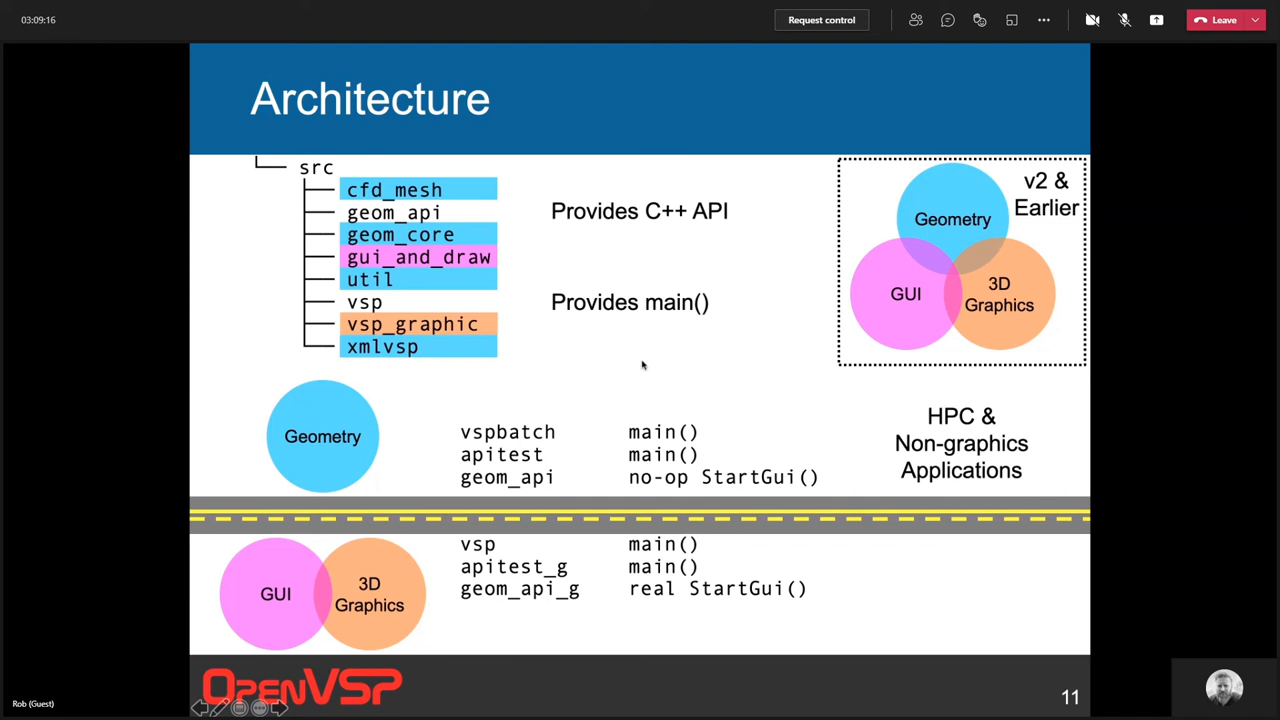 03:09:16
Request control
Leave
Architecture
src
cfd_mesh
geom_api
Provides C++ API
geom_core
gui_and_draw
util
vsp
Provides main()
vsp_graphic
xmlvsp
v2 &
Earlier
Geometry
GUI
3D
Graphics
Geometry
vspbatch main()
apitest main()
geom_api no-op StartGui()
HPC &
Non-graphics
Applications
GUI
3D
Graphics
vsp main()
apitest_g main()
geom_api_g real StartGui()
OpenVSP
11
Rob (Guest)